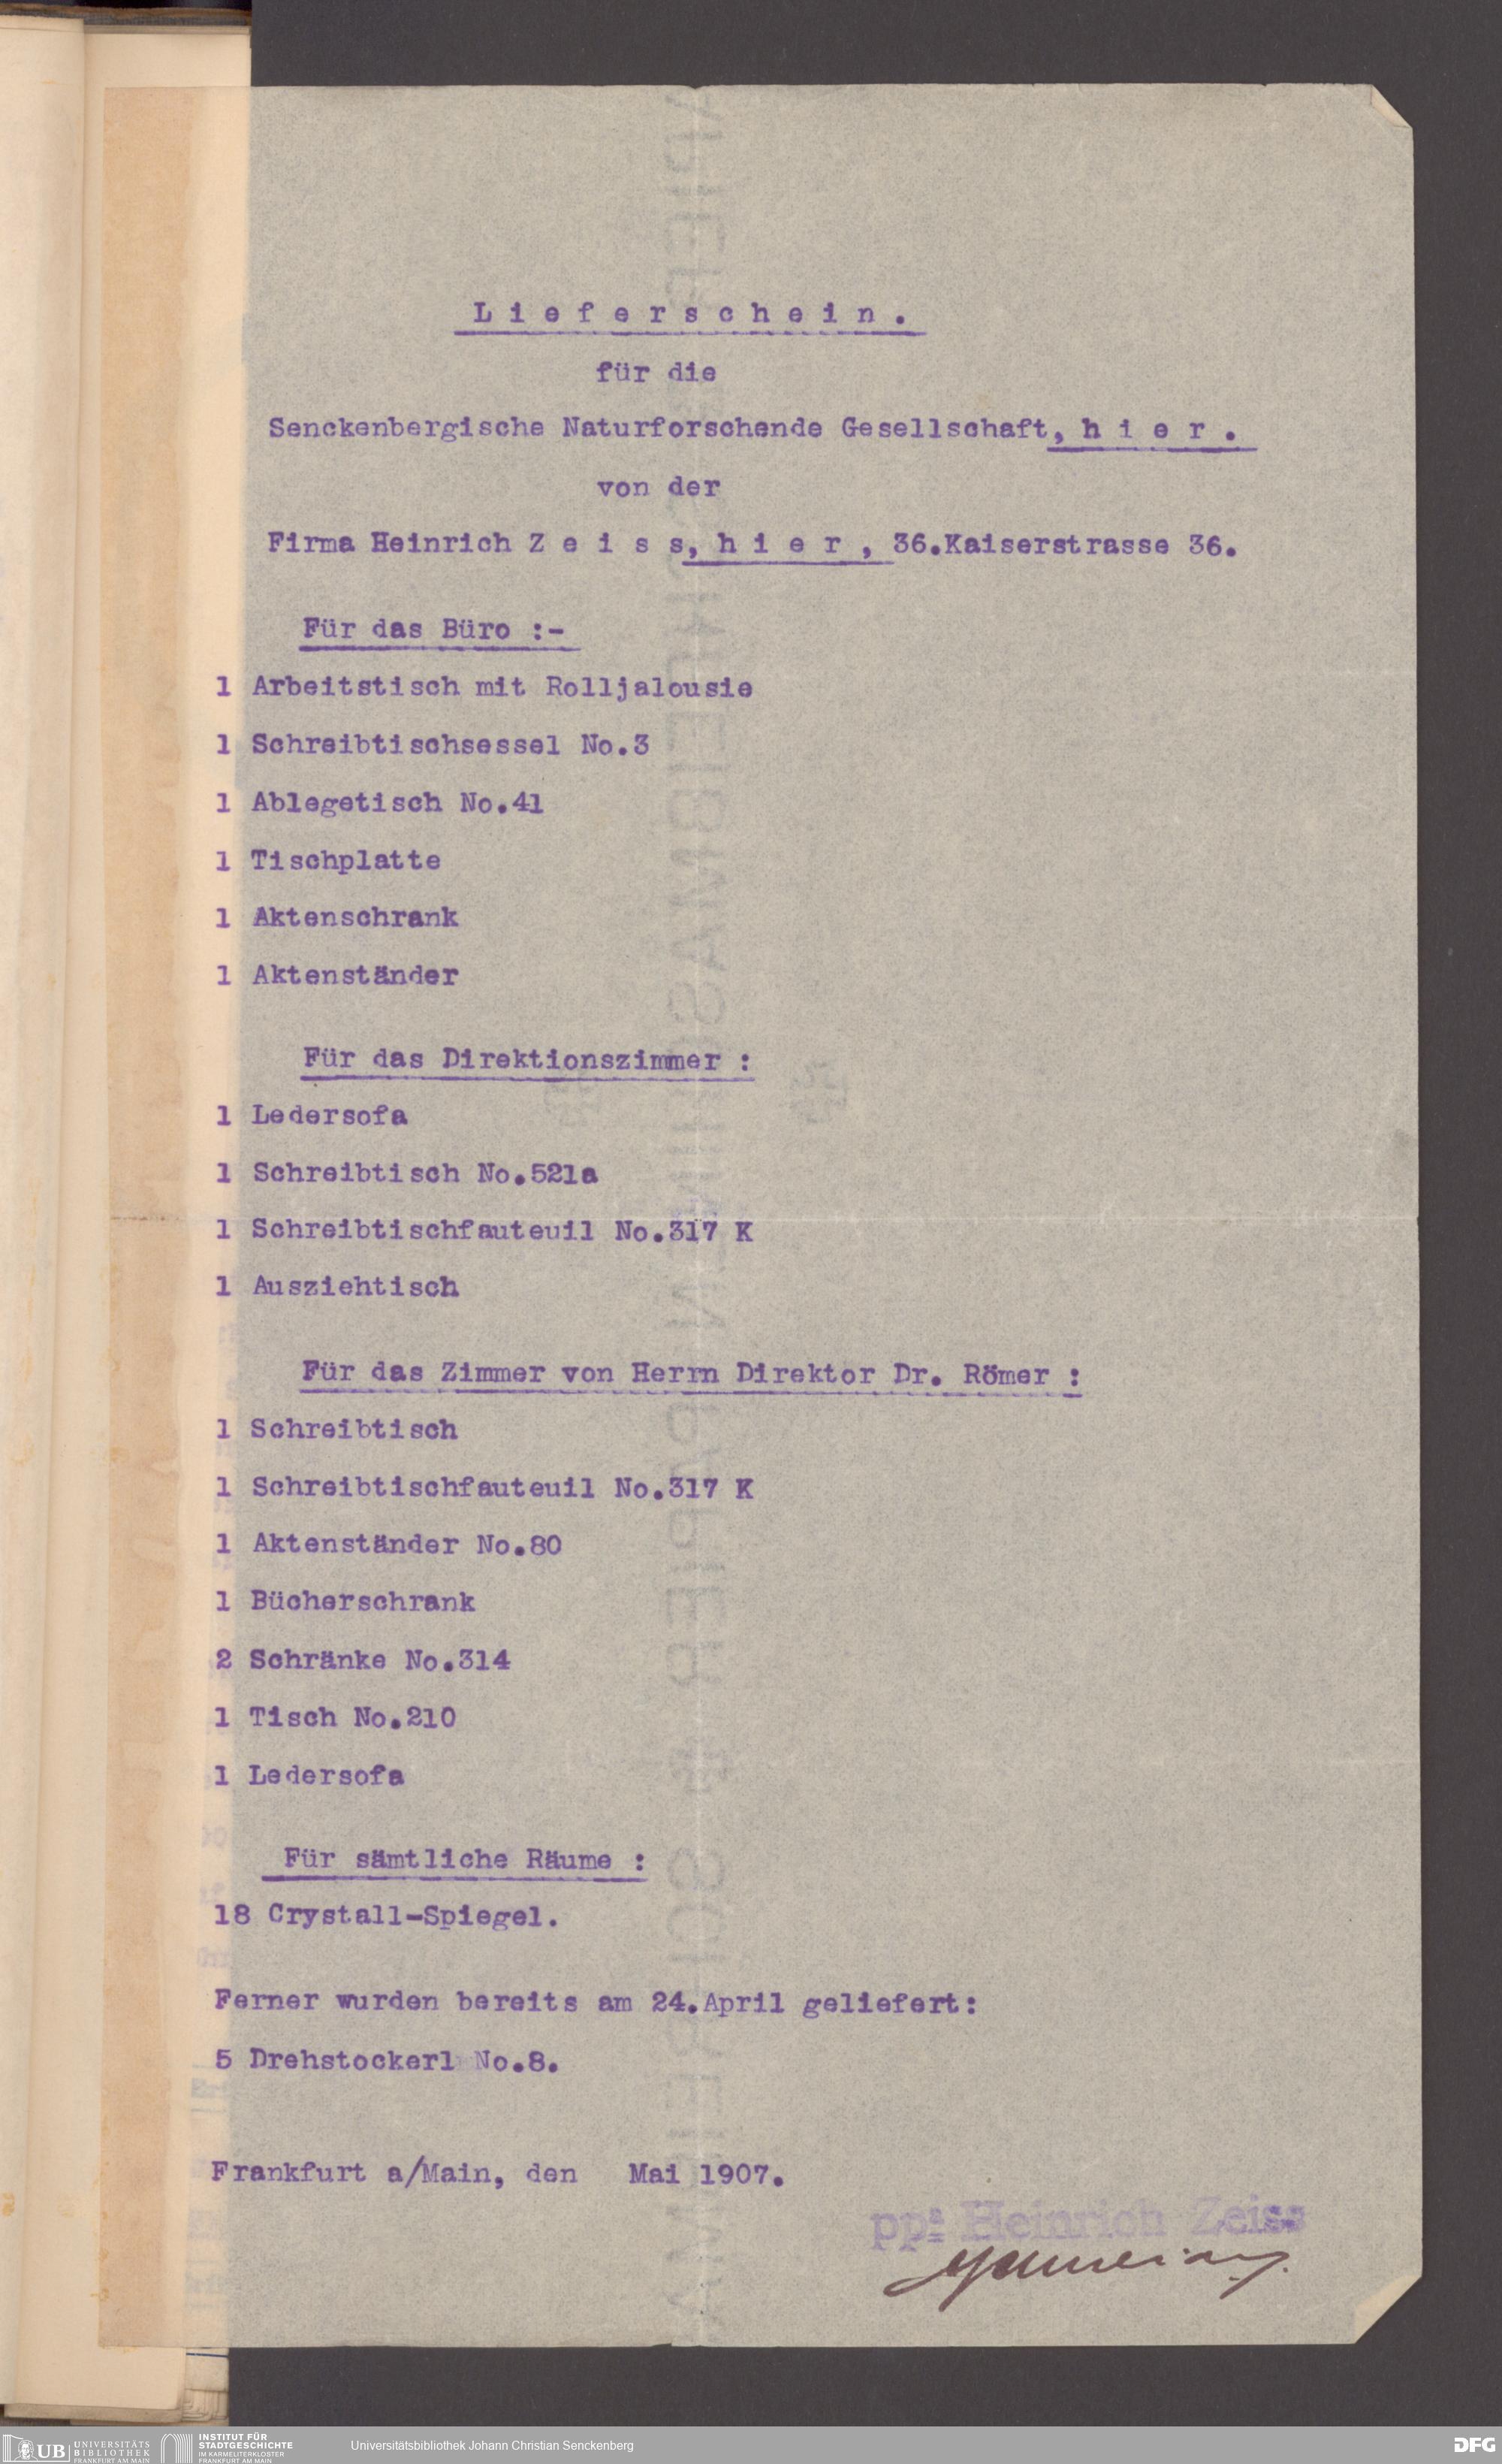 L i e f e r s c h e i n .
für die
Senckenbergische Naturforschende Gesellschaft, h i e r .
von der
Firma Heinrich Z e i s s, h i e r , 36.Kaiserstrasse 36.
Für das Büro :-
1 Arbeitstisch mit Rolljalousie
1 Schreibtischsessel No.3
1 Ablegetisch No.41
1 Tischplatte
1 Aktenschrank
1 Aktenständer
Für das Direktionszimmer :
1 Ledersofa
1 Schreibtisch No.521a
1 Schreibtischfauteuil No.317 K
1 Ausziehtisch
Für das Zimmer von Herrn Direktor Dr. Römer :
1 Schreibtisch
1 Schreibtischfauteuil No.317 K
1 Aktenständer No.80
1 Bücherschrank
2 Schränke No.314
1 Tisch No.210
1 Ledersofa
Für sämtliche Räume :
18 Crystall-Spiegel.
Ferner wurden bereits am 24.April geliefert:
5 Drehstockerl No.8.
Frankfurt a/Main, den Mai 1907.
ppa Heinrich Zeiss
UB UNIVERSITÄTS BIBLIOTHEK FRANKFURT AM MAIN
INSTITUT FÜR STADTGESCHICHTE IM KARMELITERKLOSTER FRANKFURT AM MAIN
Universitätsbibliothek Johann Christian Senckenberg
DFG